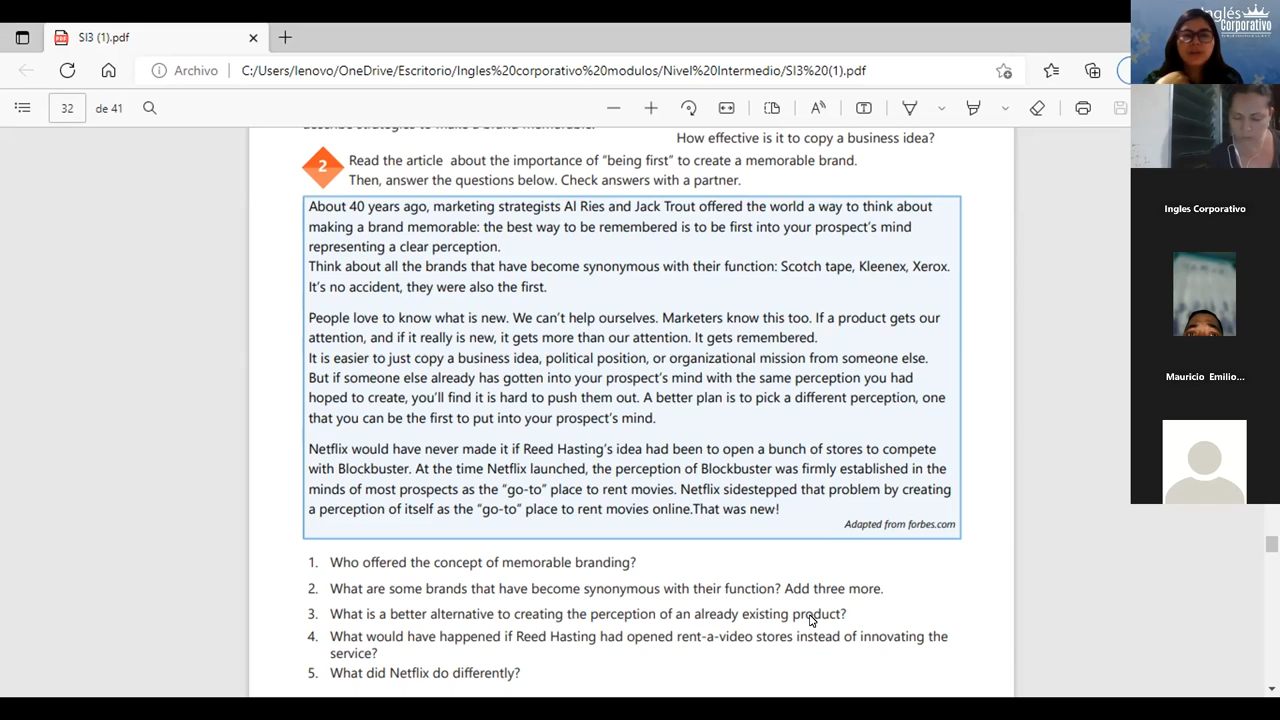 SI3 (1).pdf
Archivo
C:/Users/lenovo/OneDrive/Escritorio/Ingles%20corporativo%20modulos/Nivel%20Intermedio/SI3%20(1).pdf
32
de 41
How effective is it to copy a business idea?
2
Read the article about the importance of “being first” to create a memorable brand.
Then, answer the questions below. Check answers with a partner.
About 40 years ago, marketing strategists Al Ries and Jack Trout offered the world a way to think about
making a brand memorable: the best way to be remembered is to be first into your prospect’s mind
representing a clear perception.
Think about all the brands that have become synonymous with their function: Scotch tape, Kleenex, Xerox.
It’s no accident, they were also the first.
People love to know what is new. We can’t help ourselves. Marketers know this too. If a product gets our
attention, and if it really is new, it gets more than our attention. It gets remembered.
It is easier to just copy a business idea, political position, or organizational mission from someone else.
But if someone else already has gotten into your prospect’s mind with the same perception you had
hoped to create, you’ll find it is hard to push them out. A better plan is to pick a different perception, one
that you can be the first to put into your prospect’s mind.
Netflix would have never made it if Reed Hasting’s idea had been to open a bunch of stores to compete
with Blockbuster. At the time Netflix launched, the perception of Blockbuster was firmly established in the
minds of most prospects as the “go-to” place to rent movies. Netflix sidestepped that problem by creating
a perception of itself as the “go-to” place to rent movies online.That was new!
Adapted from forbes.com
1. Who offered the concept of memorable branding?
2. What are some brands that have become synonymous with their function? Add three more.
3. What is a better alternative to creating the perception of an already existing product?
4. What would have happened if Reed Hasting had opened rent-a-video stores instead of innovating the
service?
5. What did Netflix do differently?
Inglés
Corporativo
Ingles Corporativo
Mauricio Emilio...